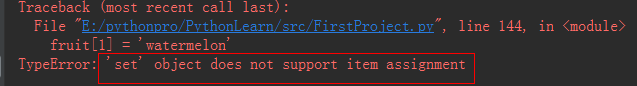 Traceback (most recent call last):
  File "E:/pythonpro/PythonLearn/src/FirstProject.py", line 144, in <module>
    fruit[1] = 'watermelon'
TypeError: 'set' object does not support item assignment